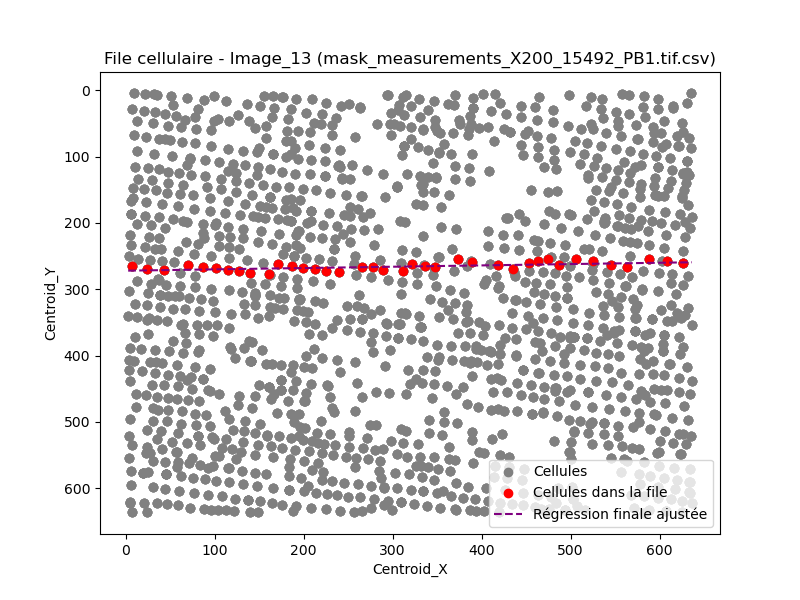 File cellulaire - Image_13 (mask_measurements_X200_15492_PB1.tif.csv)
0
100
200
300
400
500
600
Centroid_Y
0
100
200
300
400
500
600
Centroid_X
Cellules
Cellules dans la file
Régression finale ajustée